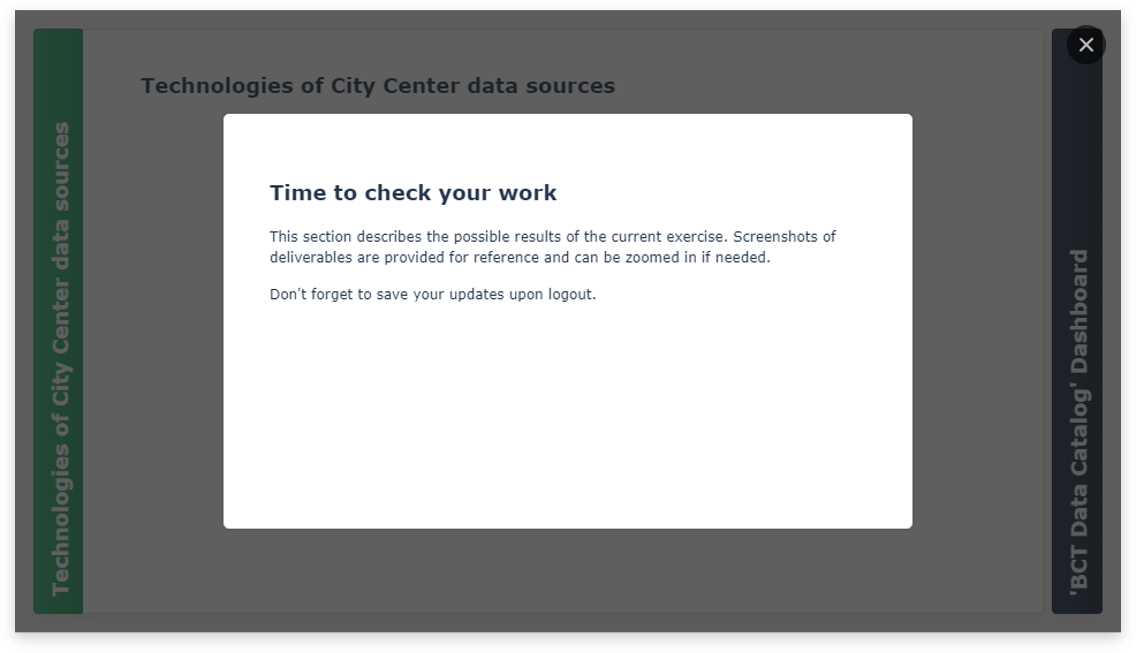 Technologies of City Center data sources
Technologies of City Center data sources
Time to check your work
This section describes the possible results of the current exercise. Screenshots of
deliverables are provided for reference and can be zoomed in if needed.
Don't forget to save your updates upon logout.
'BCT Data Catalog' Dashboard